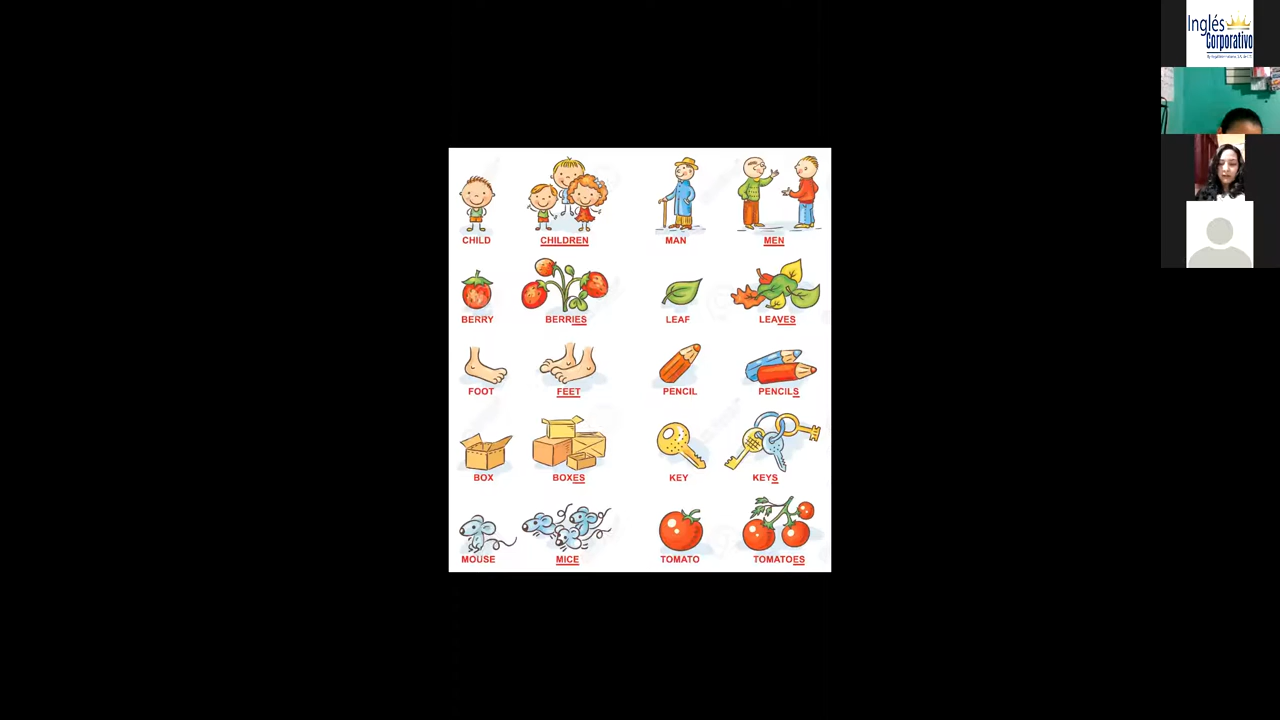 Inglés
Corporativo
CHILD CHILDREN MAN MEN
BERRY BERRIES LEAF LEAVES
FOOT FEET PENCIL PENCILS
BOX BOXES KEY KEYS
MOUSE MICE TOMATO TOMATOES